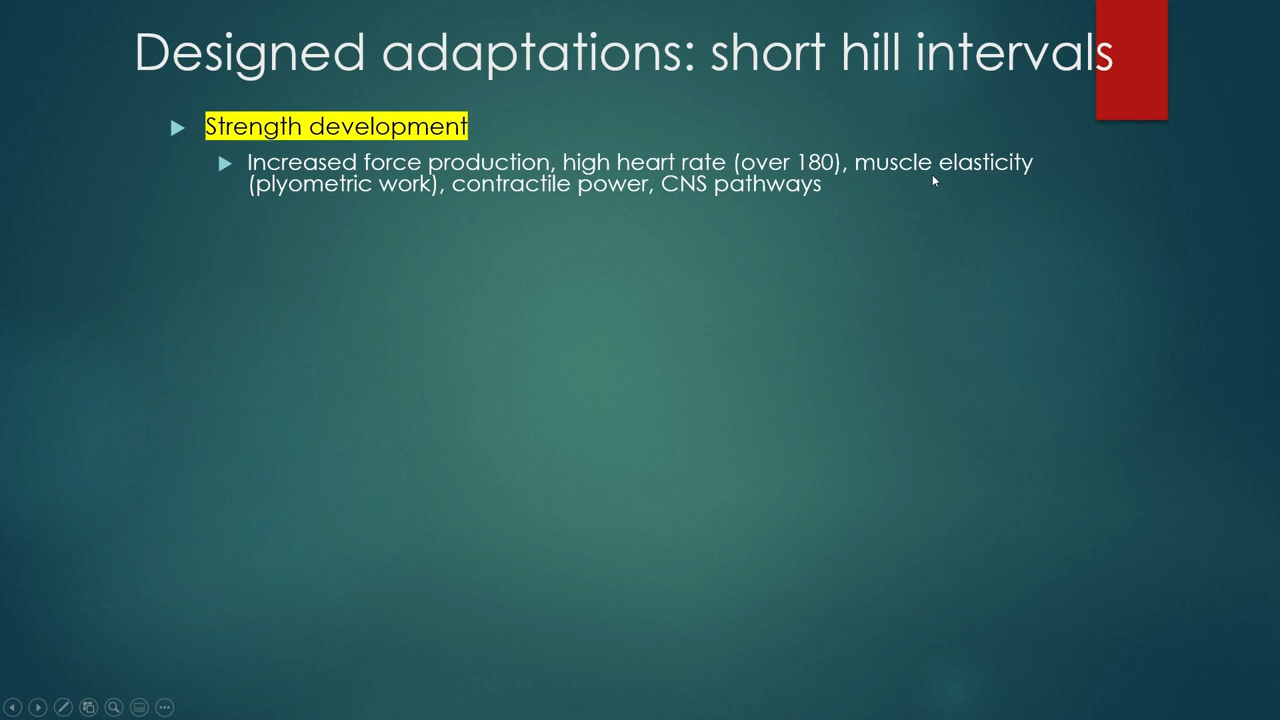 Designed adaptations: short hill intervals
Strength development
Increased force production, high heart rate (over 180), muscle elasticity
(plyometric work), contractile power, CNS pathways